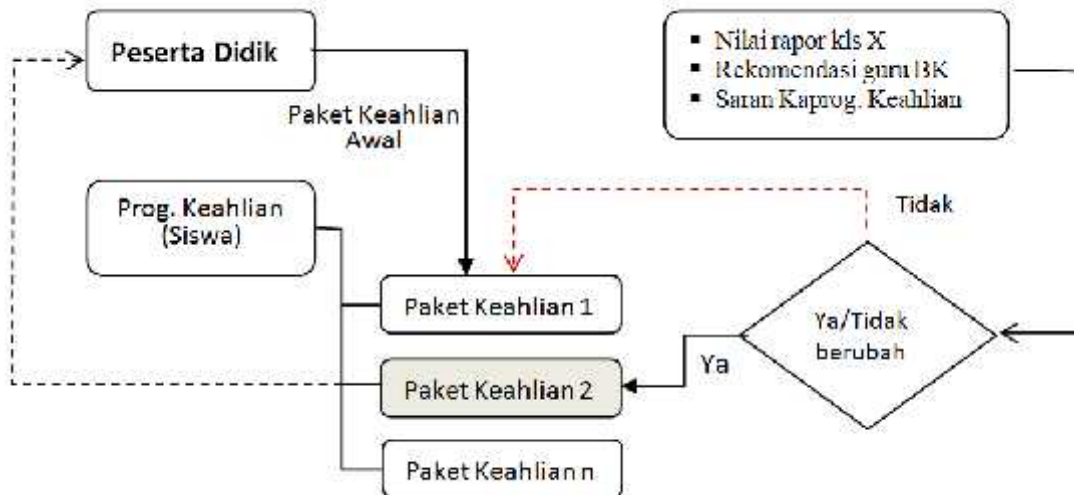 Peserta Didik
▪ Nilai rapor kls X
▪ Rekomendasi guru BK
▪ Saran Kaprog. Keahlian
Paket Keahlian
Awal
Prog. Keahlian
(Siswa)
Tidak
Paket Keahlian 1
Ya/Tidak
berubah
Ya
Paket Keahlian 2
Paket Keahlian n